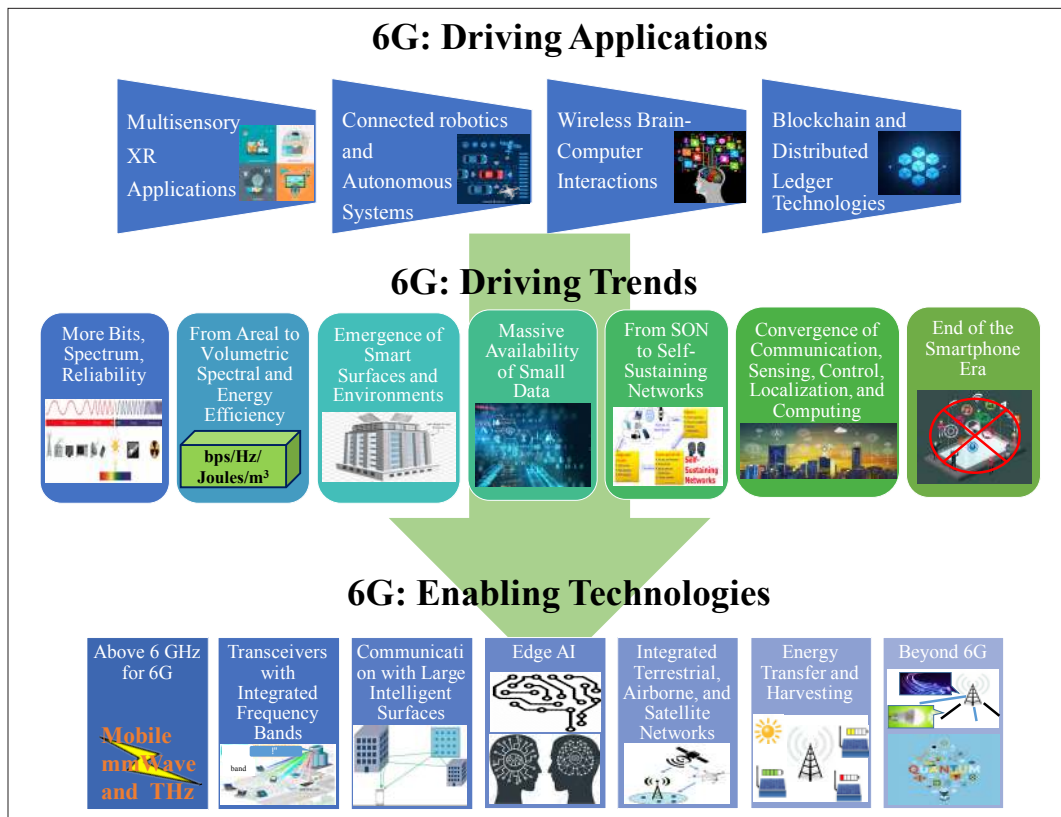 6G: Driving Applications
Multisensory
XR
Applications
Connected robotics
and
Autonomous
Systems
Wireless Brain-
Computer
Interactions
Blockchain and
Distributed
Ledger
Technologies
6G: Driving Trends
More Bits,
Spectrum,
Reliability
From Areal to
Volumetric
Spectral and
Energy
Efficiency
bps/Hz/
Joules/m³
Emergence of
Smart
Surfaces and
Environments
Massive
Availability
of Small
Data
From SON
to Self-
Sustaining
Networks
Self-
Sustaining
Networks
Convergence of
Communication,
Sensing, Control,
Localization, and
Computing
End of the
Smartphone
Era
6G: Enabling Technologies
Above 6 GHz
for 6G
Mobile
mmWave
and THz
Transceivers
with
Integrated
Frequency
Bands
band
Communicati
on with Large
Intelligent
Surfaces
Edge AI
Integrated
Terrestrial,
Airborne, and
Satellite
Networks
Energy
Transfer and
Harvesting
Beyond 6G
QUANTUM